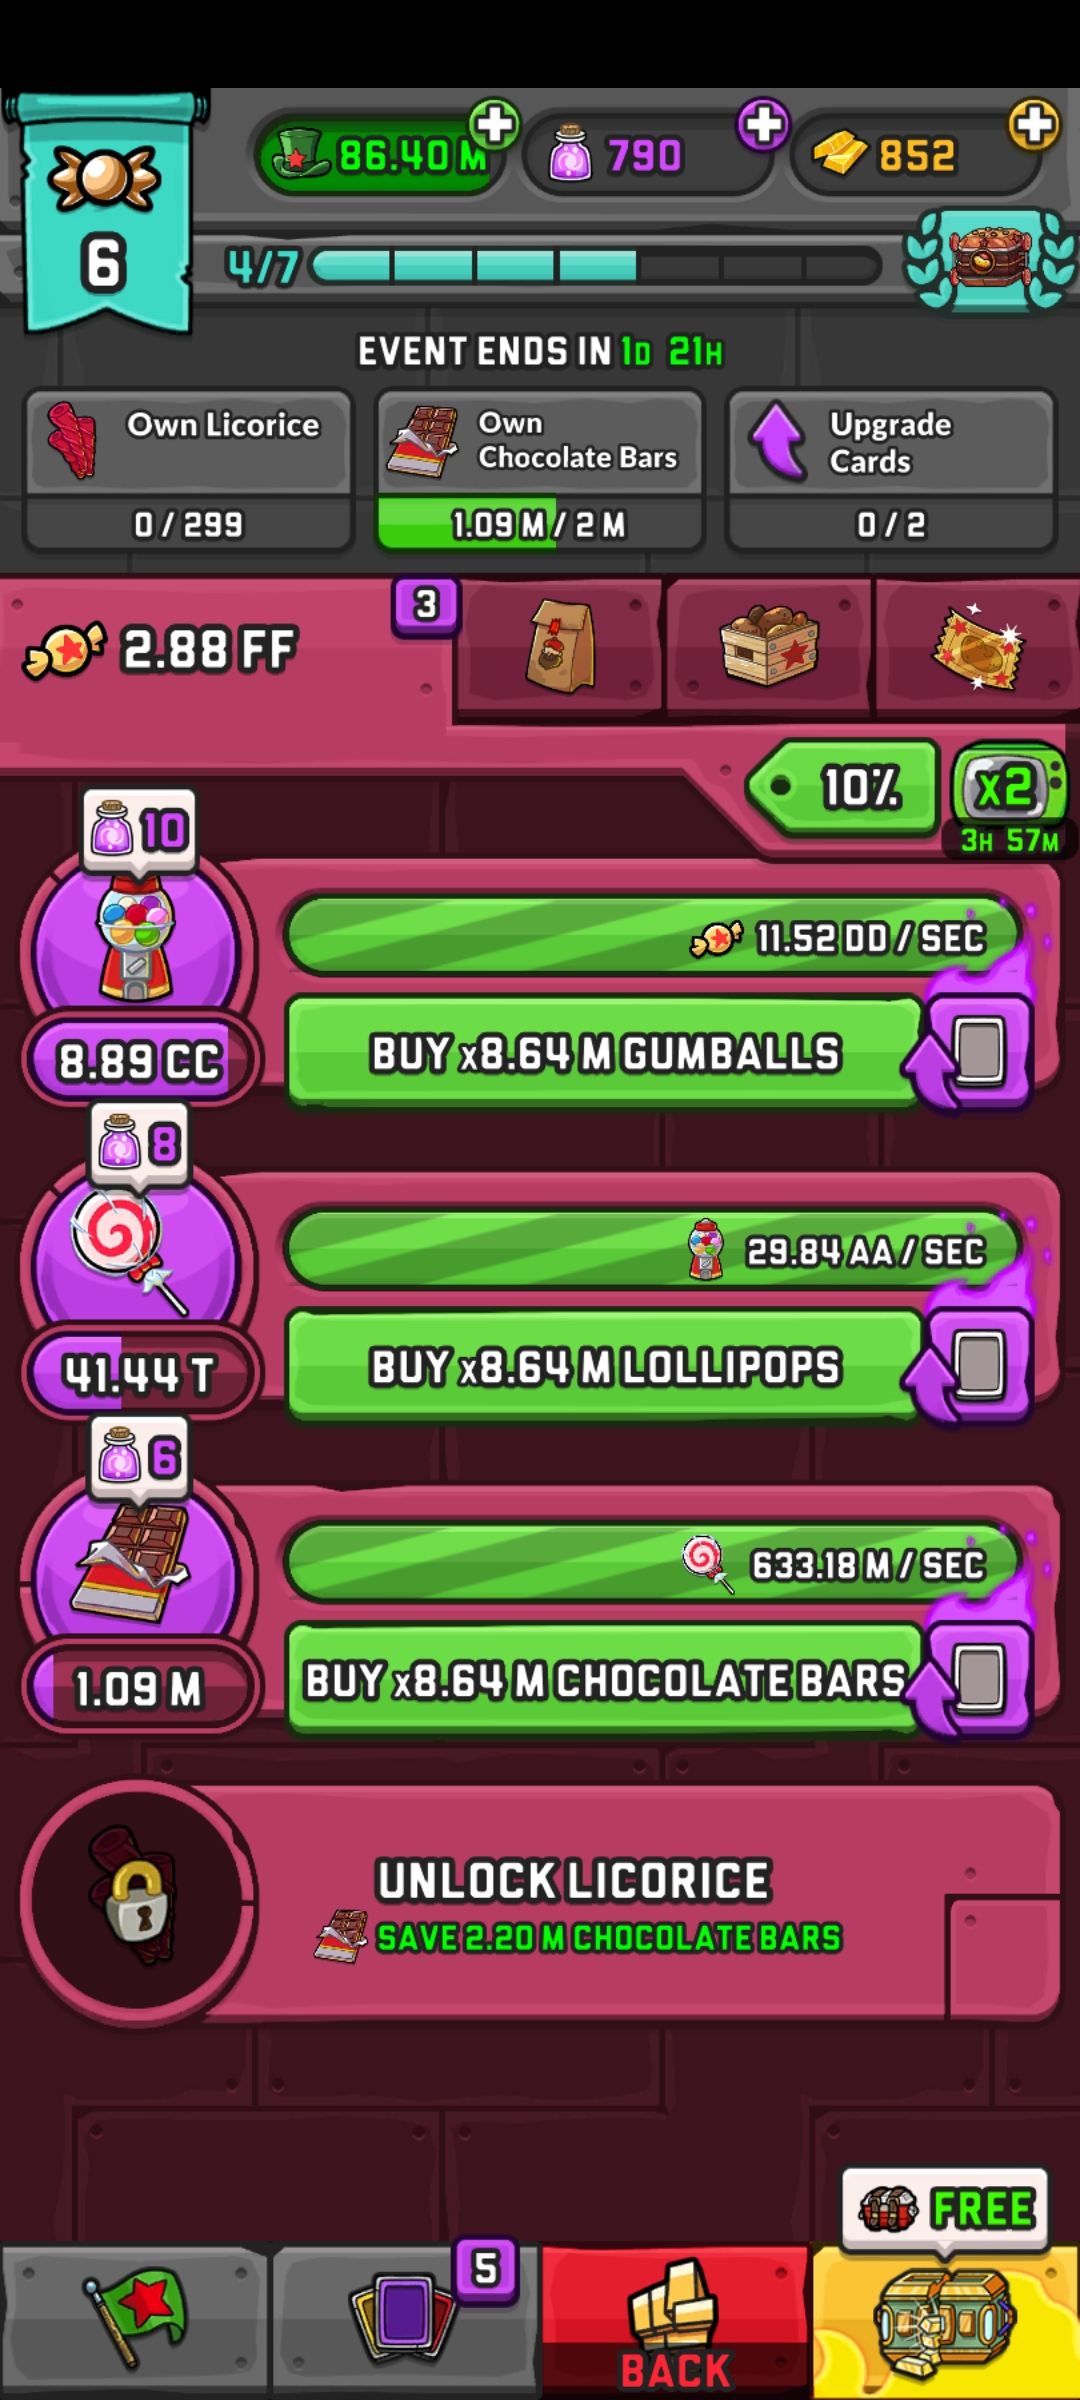 6
86.40 M
790
852
4/7
EVENT ENDS IN 1D 21H
Own Licorice
0 / 299
Own
Chocolate Bars
1.09 M / 2 M
Upgrade
Cards
0 / 2
2.88 FF
3
10%
x2
3H 57M
10
11.52 DD / SEC
8.89 CC
BUY x8.64 M GUMBALLS
8
29.84 AA / SEC
41.44 T
BUY x8.64 M LOLLIPOPS
6
633.18 M / SEC
1.09 M
BUY x8.64 M CHOCOLATE BARS
UNLOCK LICORICE
SAVE 2.20 M CHOCOLATE BARS
FREE
5
BACK